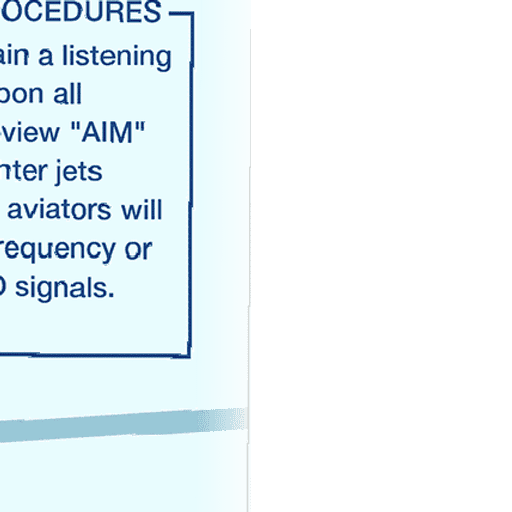 OCEDURES
ain a listening
pon all
view "AIM"
nter jets
aviators will
requency or
signals.